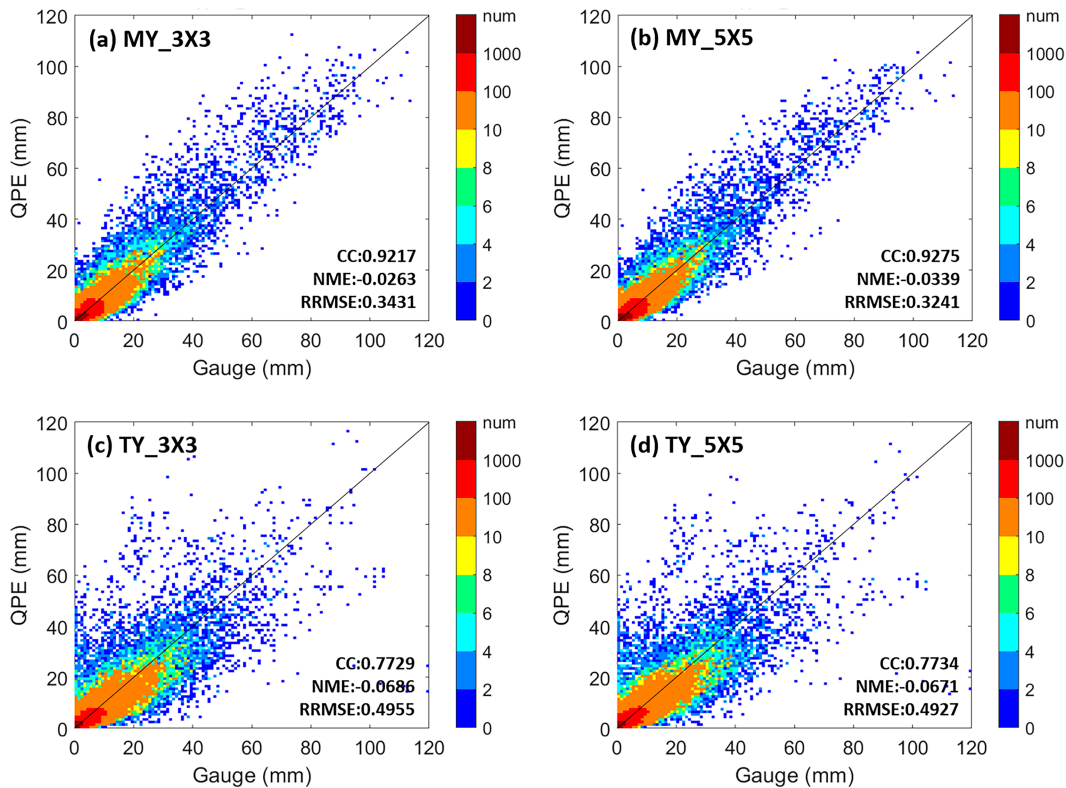 (a) MY_3X3
QPE (mm)
120
100
80
60
40
20
0
0 20 40 60 80 100 120
Gauge (mm)
CC:0.9217
NME:-0.0263
RRMSE:0.3431
num
1000
100
10
8
6
4
2
0
(b) MY_5X5
QPE (mm)
120
100
80
60
40
20
0
0 20 40 60 80 100 120
Gauge (mm)
CC:0.9275
NME:-0.0339
RRMSE:0.3241
num
1000
100
10
8
6
4
2
0
(c) TY_3X3
QPE (mm)
120
100
80
60
40
20
0
0 20 40 60 80 100 120
Gauge (mm)
CC:0.7729
NME:-0.0686
RRMSE:0.4955
num
1000
100
10
8
6
4
2
0
(d) TY_5X5
QPE (mm)
120
100
80
60
40
20
0
0 20 40 60 80 100 120
Gauge (mm)
CC:0.7734
NME:-0.0671
RRMSE:0.4927
num
1000
100
10
8
6
4
2
0